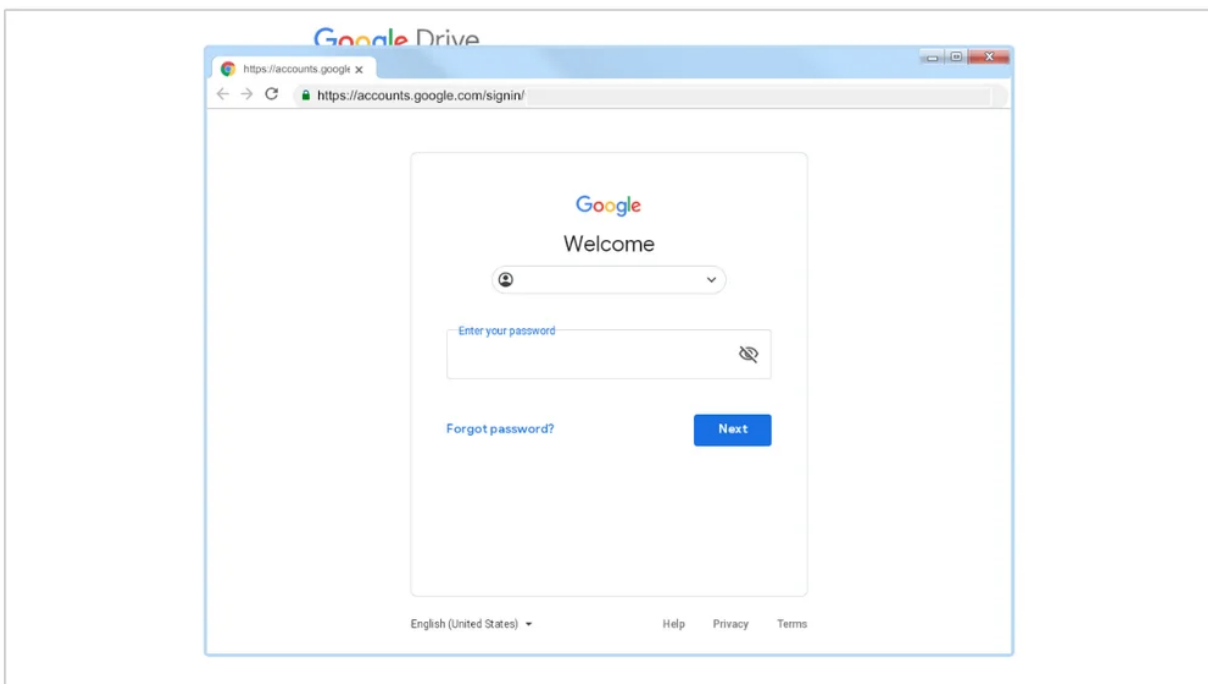 Google Drive
https://accounts.google
https://accounts.google.com/signin/
Google
Welcome
Enter your password
Forgot password?
Next
English (United States)
Help
Privacy
Terms